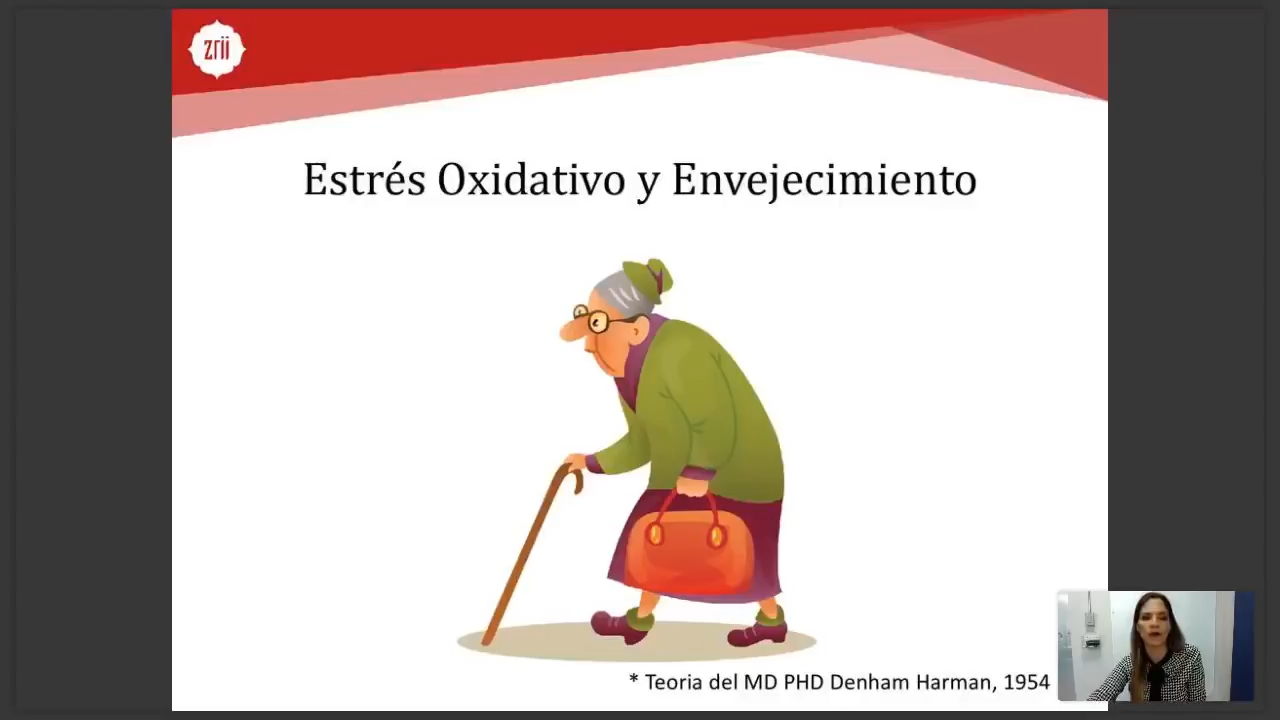 zrii
Estrés Oxidativo y Envejecimiento
* Teoria del MD PHD Denham Harman, 1954